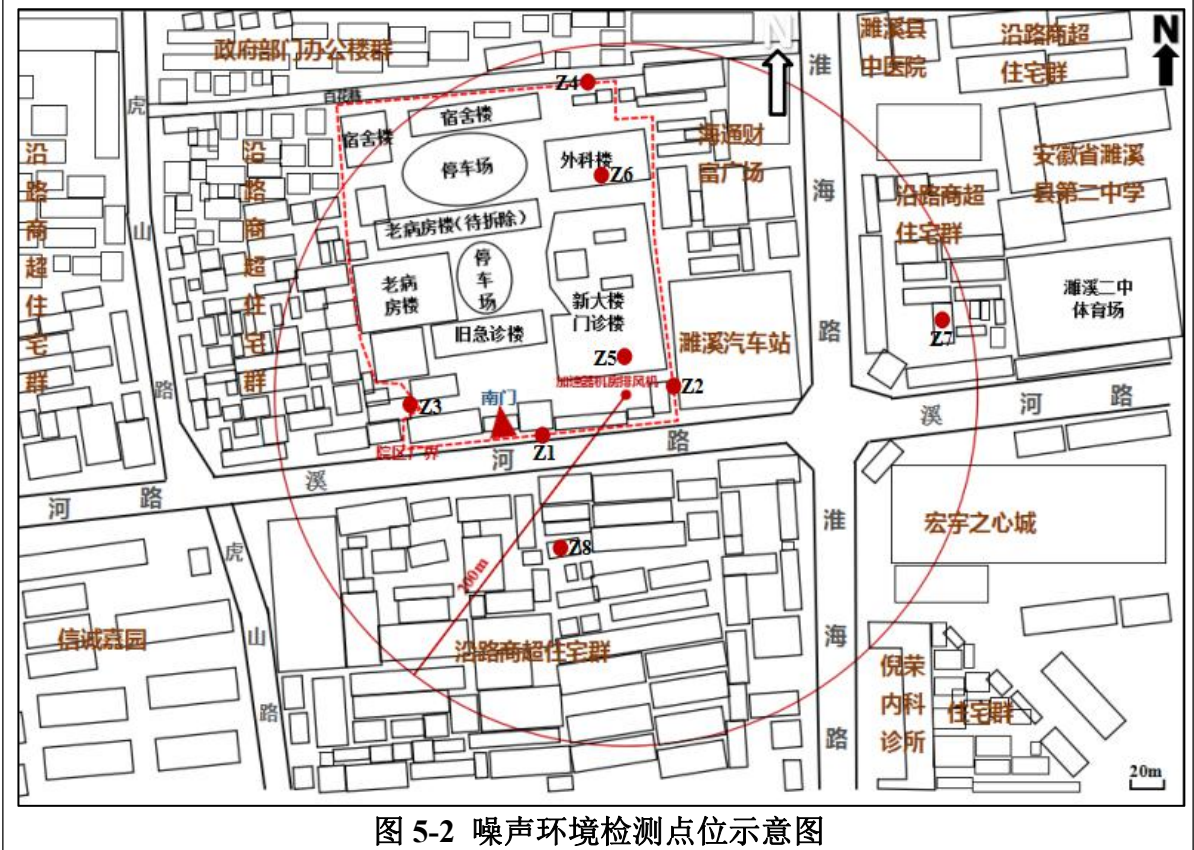 政府部门办公楼群
N
淮
濉溪县
中医院
沿路商超
住宅群
N
虎
百花巷
Z4
宿舍楼
宿舍楼
海通财
富广场
沿
路
商
超
住
宅
群
沿
路
商
超
住
宅
群
停车场
外科楼
Z6
海
安徽省濉溪
县第二中学
沿路商超
住宅群
山
老病房楼(待拆除)
老病
房楼
停
车
场
新大楼
门诊楼
濉溪二中
体育场
旧急诊楼
濉溪汽车站
路
Z7
Z5
加速器机房排风机
Z2
路
南门
Z3
院区厂界
Z1
溪
河
路
溪
河
路
河
路
淮
宏宇之心城
虎
Z8
200m
山
信诚嘉园
沿路商超住宅群
海
倪荣
内科
诊所
住宅群
路
路
20m
图 5-2 噪声环境检测点位示意图